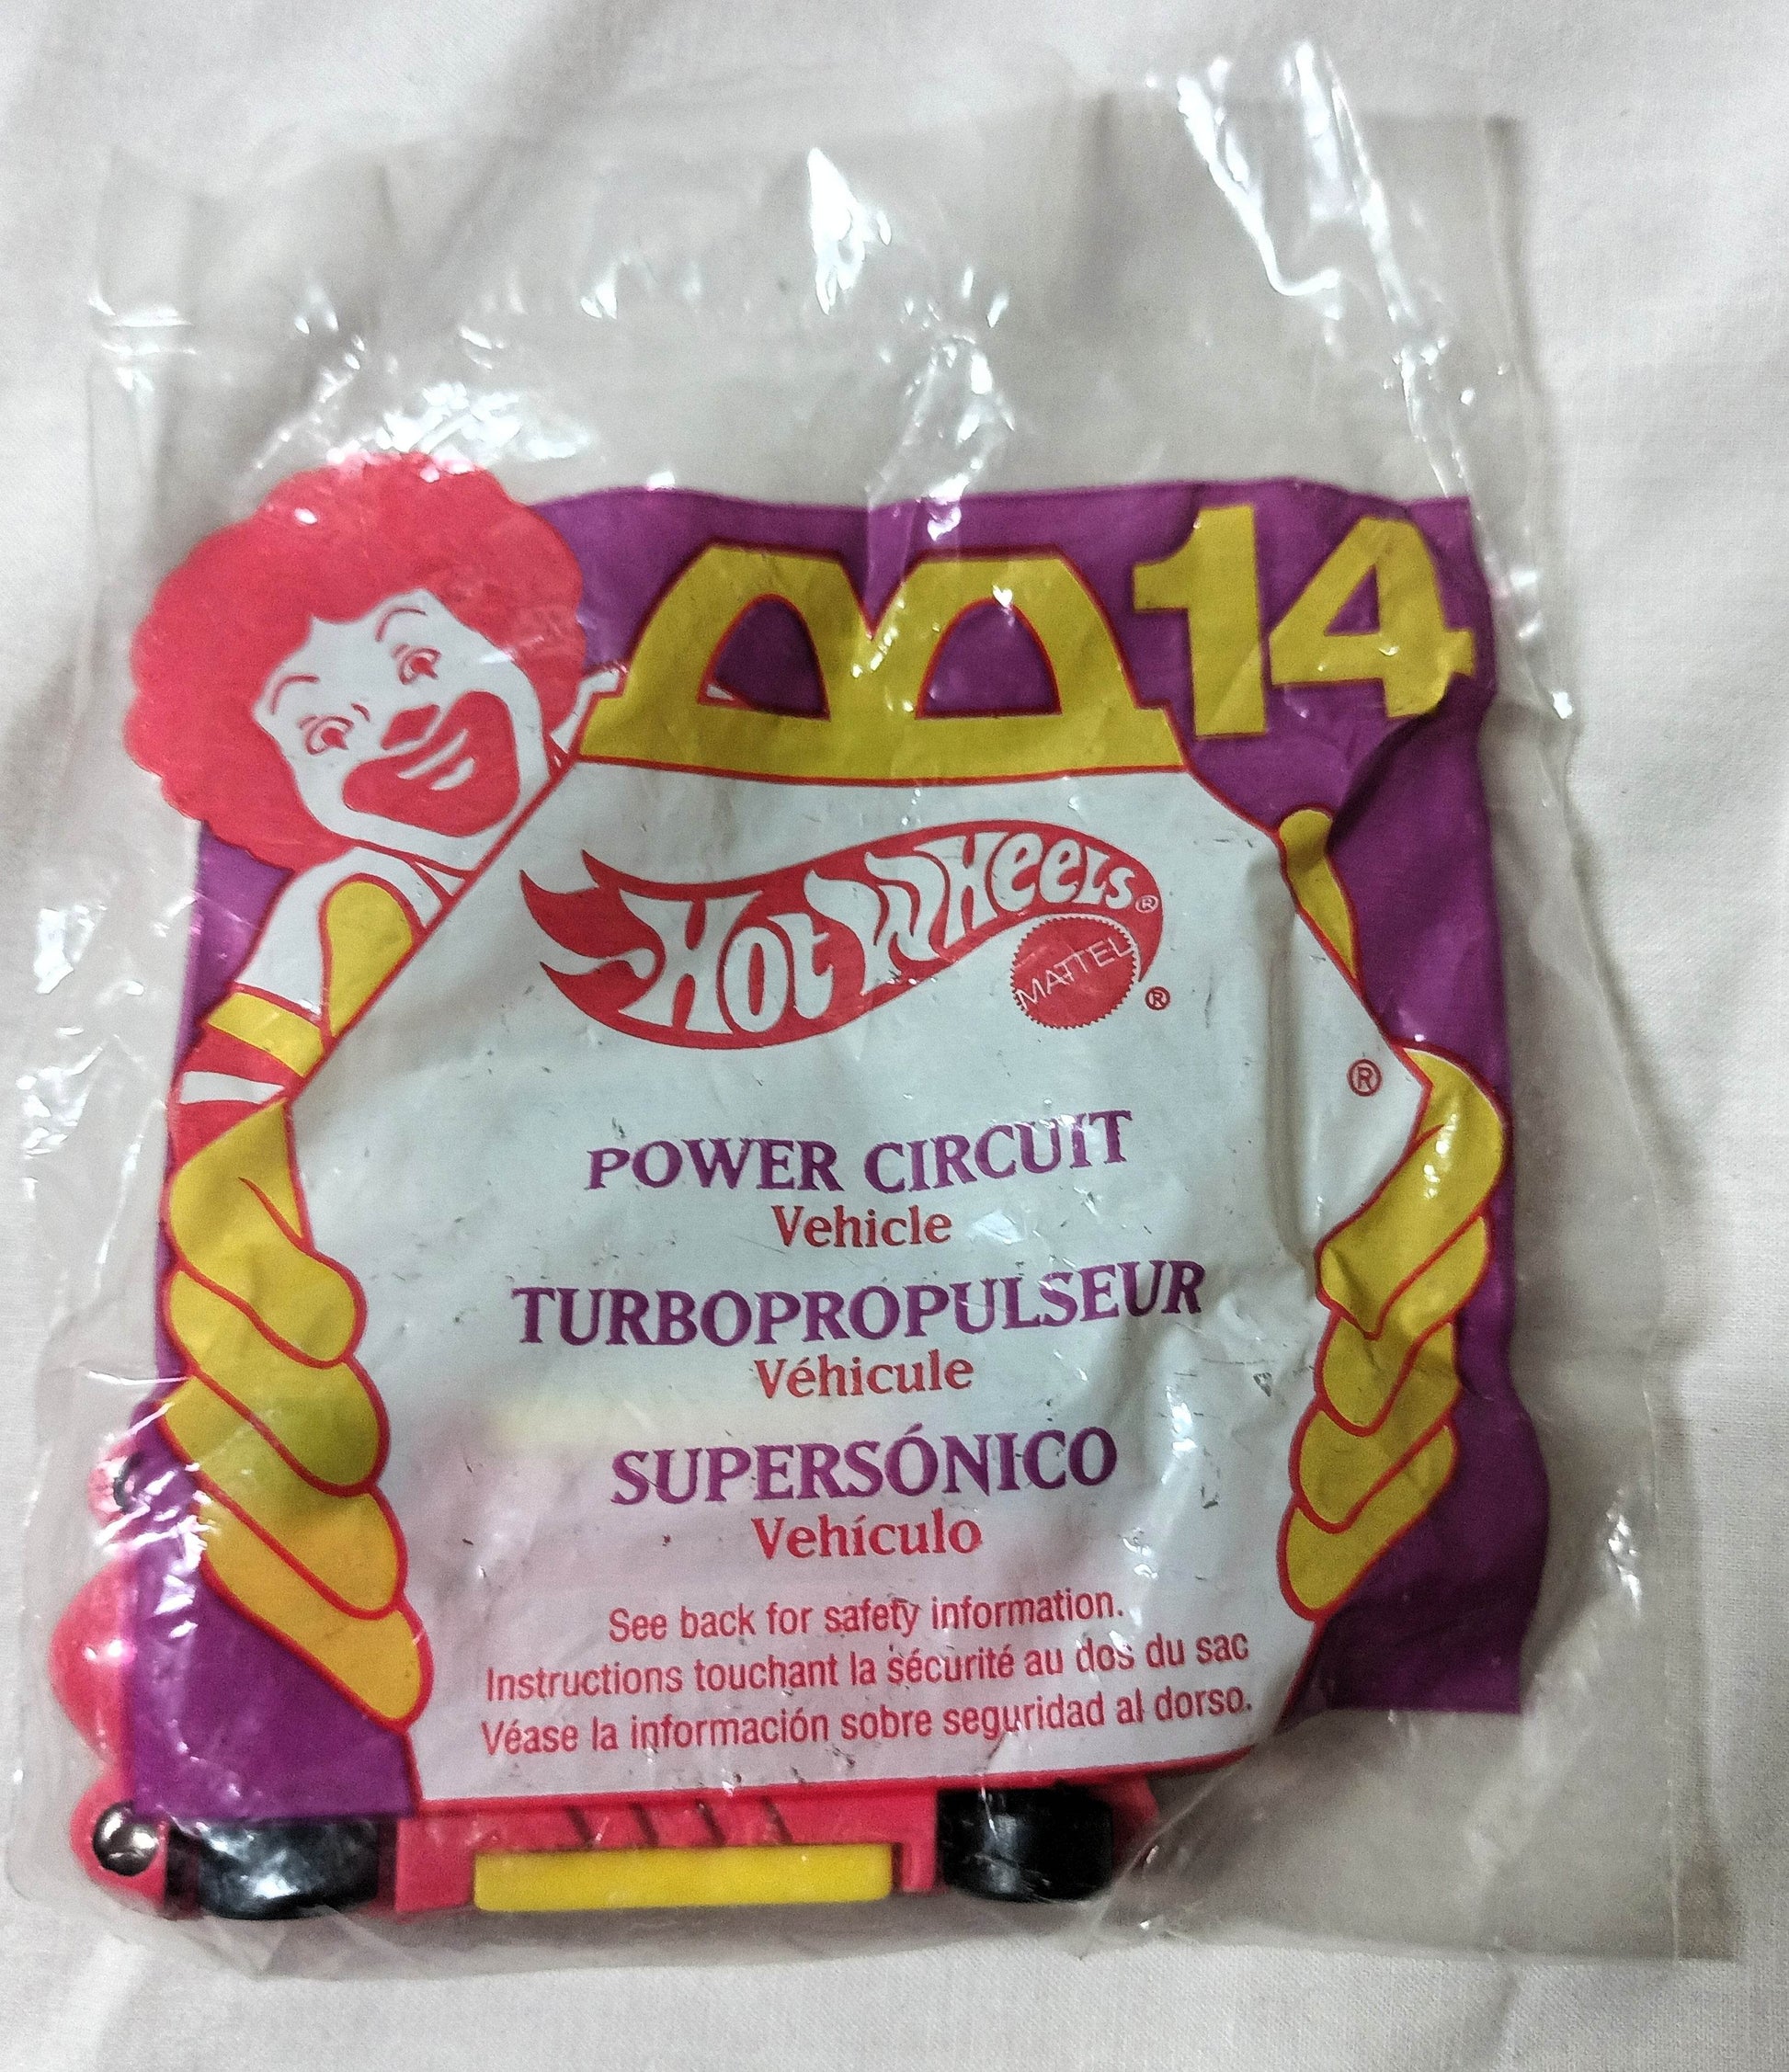 14
HOT WHEELS®
MATTEL
®
®
POWER CIRCUIT
Vehicle
TURBOPROPULSEUR
Véhicule
SUPERSÓNICO
Vehículo
See back for safety information.
Instructions touchant la sécurité au dos du sac
Véase la información sobre seguridad al dorso.